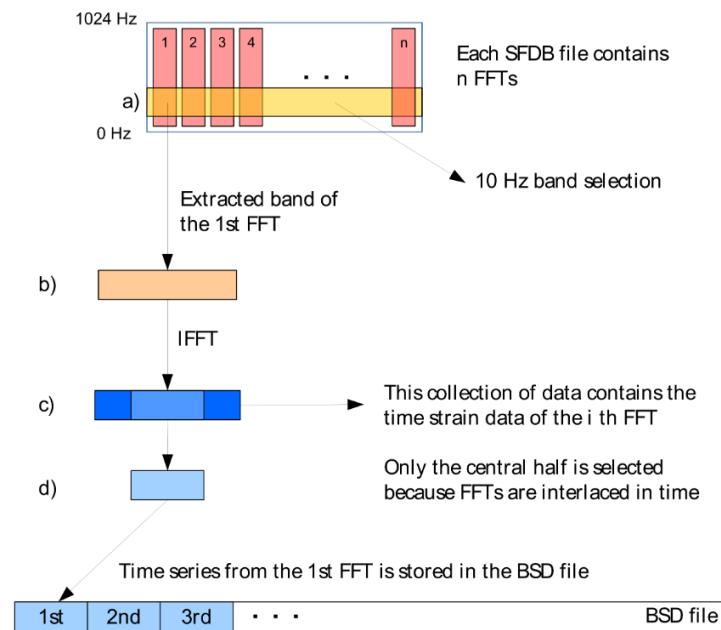 1024 Hz
1 2 3 4 . . . n
Each SFDB file contains
n FFTs
a)
0 Hz
10 Hz band selection
Extracted band of
the 1st FFT
b)
IFFT
c)
This collection of data contains the
time strain data of the i th FFT
d)
Only the central half is selected
because FFTs are interlaced in time
Time series from the 1st FFT is stored in the BSD file
1st 2nd 3rd . . . BSD file